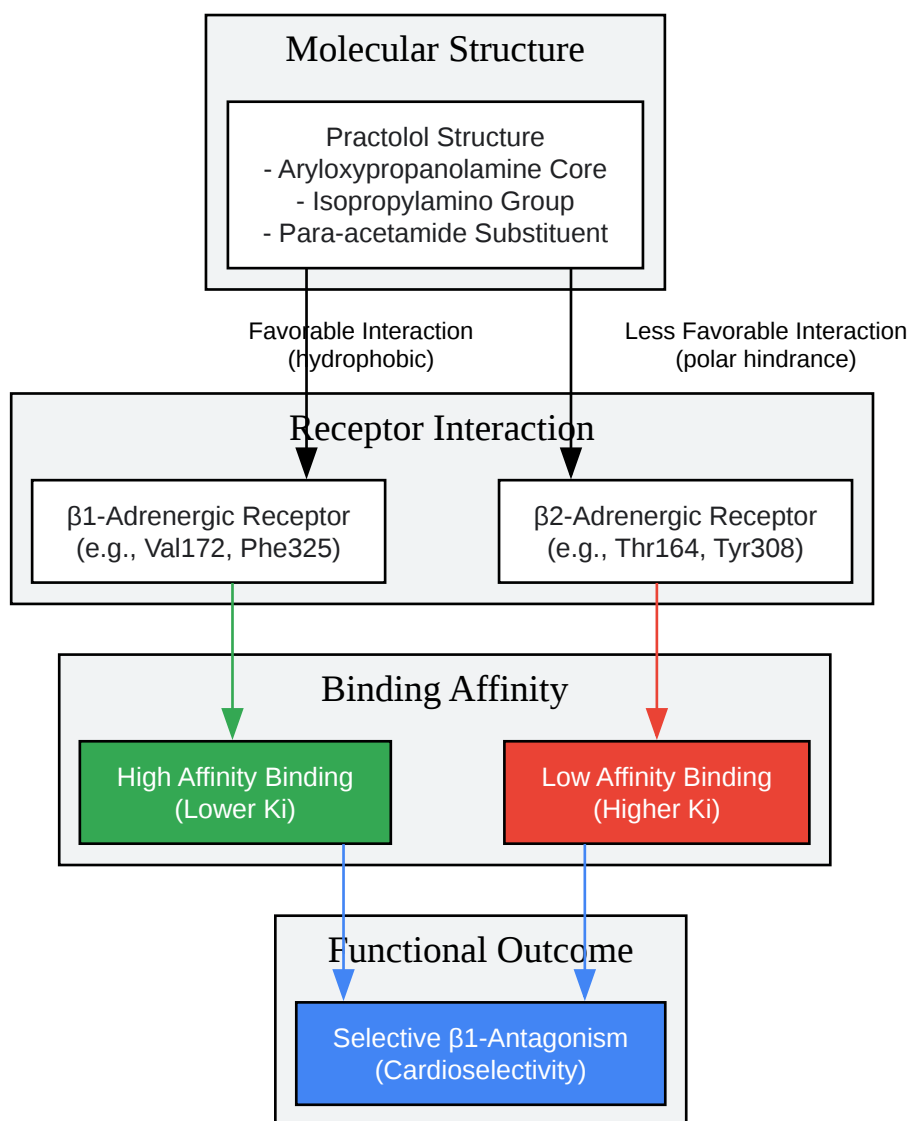 Molecular Structure
Practolol Structure
- Aryloxypropanolamine Core
- Isopropylamino Group
- Para-acetamide Substituent
Favorable Interaction
(hydrophobic)
Less Favorable Interaction
(polar hindrance)
Receptor Interaction
β1-Adrenergic Receptor
(e.g., Val172, Phe325)
β2-Adrenergic Receptor
(e.g., Thr164, Tyr308)
Binding Affinity
High Affinity Binding
(Lower Ki)
Low Affinity Binding
(Higher Ki)
Functional Outcome
Selective β1-Antagonism
(Cardioselectivity)